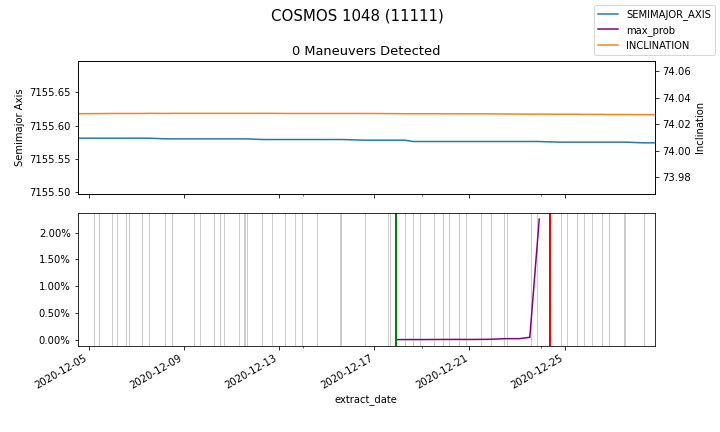 COSMOS 1048 (11111)
SEMIMAJOR_AXIS
max_prob
INCLINATION
0 Maneuvers Detected
Semimajor Axis
7155.65
7155.60
7155.55
7155.50
74.06
74.04
74.02
74.00
73.98
Inclination
2.00%
1.50%
1.00%
0.50%
0.00%
2020-12-05
2020-12-09
2020-12-13
2020-12-17
2020-12-21
2020-12-25
extract_date